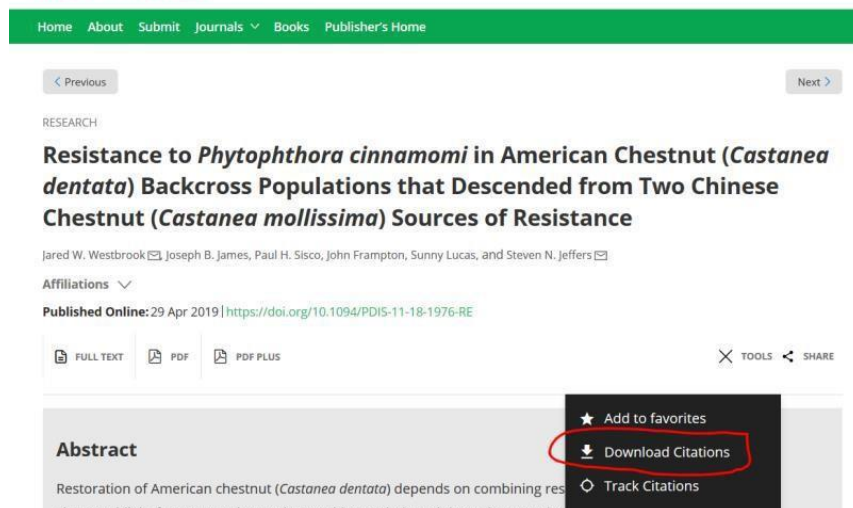 Home About Submit Journals Books Publisher's Home
Previous Next
RESEARCH
Resistance to Phytophthora cinnamomi in American Chestnut (Castanea
dentata) Backcross Populations that Descended from Two Chinese
Chestnut (Castanea mollissima) Sources of Resistance
Jared W. Westbrook, Joseph B. James, Paul H. Sisco, John Frampton, Sunny Lucas, and Steven N. Jeffers
Affiliations
Published Online: 29 Apr 2019 | https://doi.org/10.1094/PDIS-11-18-1976-RE
FULL TEXT PDF PDF PLUS TOOLS SHARE
Add to favorites
Download Citations
Track Citations
Abstract
Restoration of American chestnut (Castanea dentata) depends on combining res